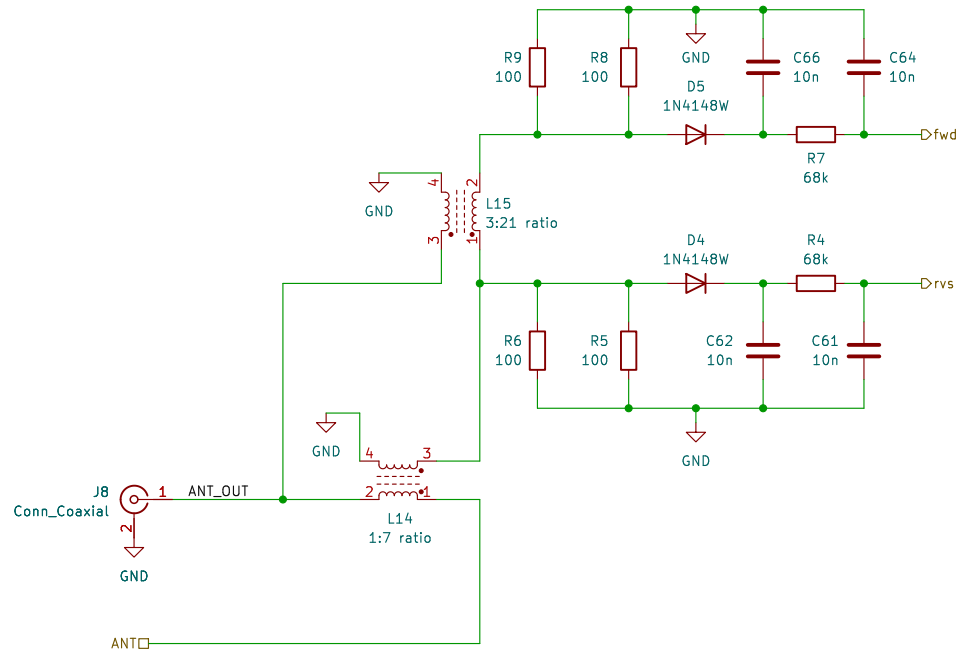 R9
100
R8
100
GND
C66
10n
C64
10n
D5
1N4148W
fwd
R7
68k
4
2
GND
L15
3:21 ratio
3
1
D4
1N4148W
R4
68k
rvs
R6
100
R5
100
C62
10n
C61
10n
GND
GND
4
3
J8
Conn_Coaxial
1
ANT_OUT
2
1
L14
1:7 ratio
2
GND
ANT